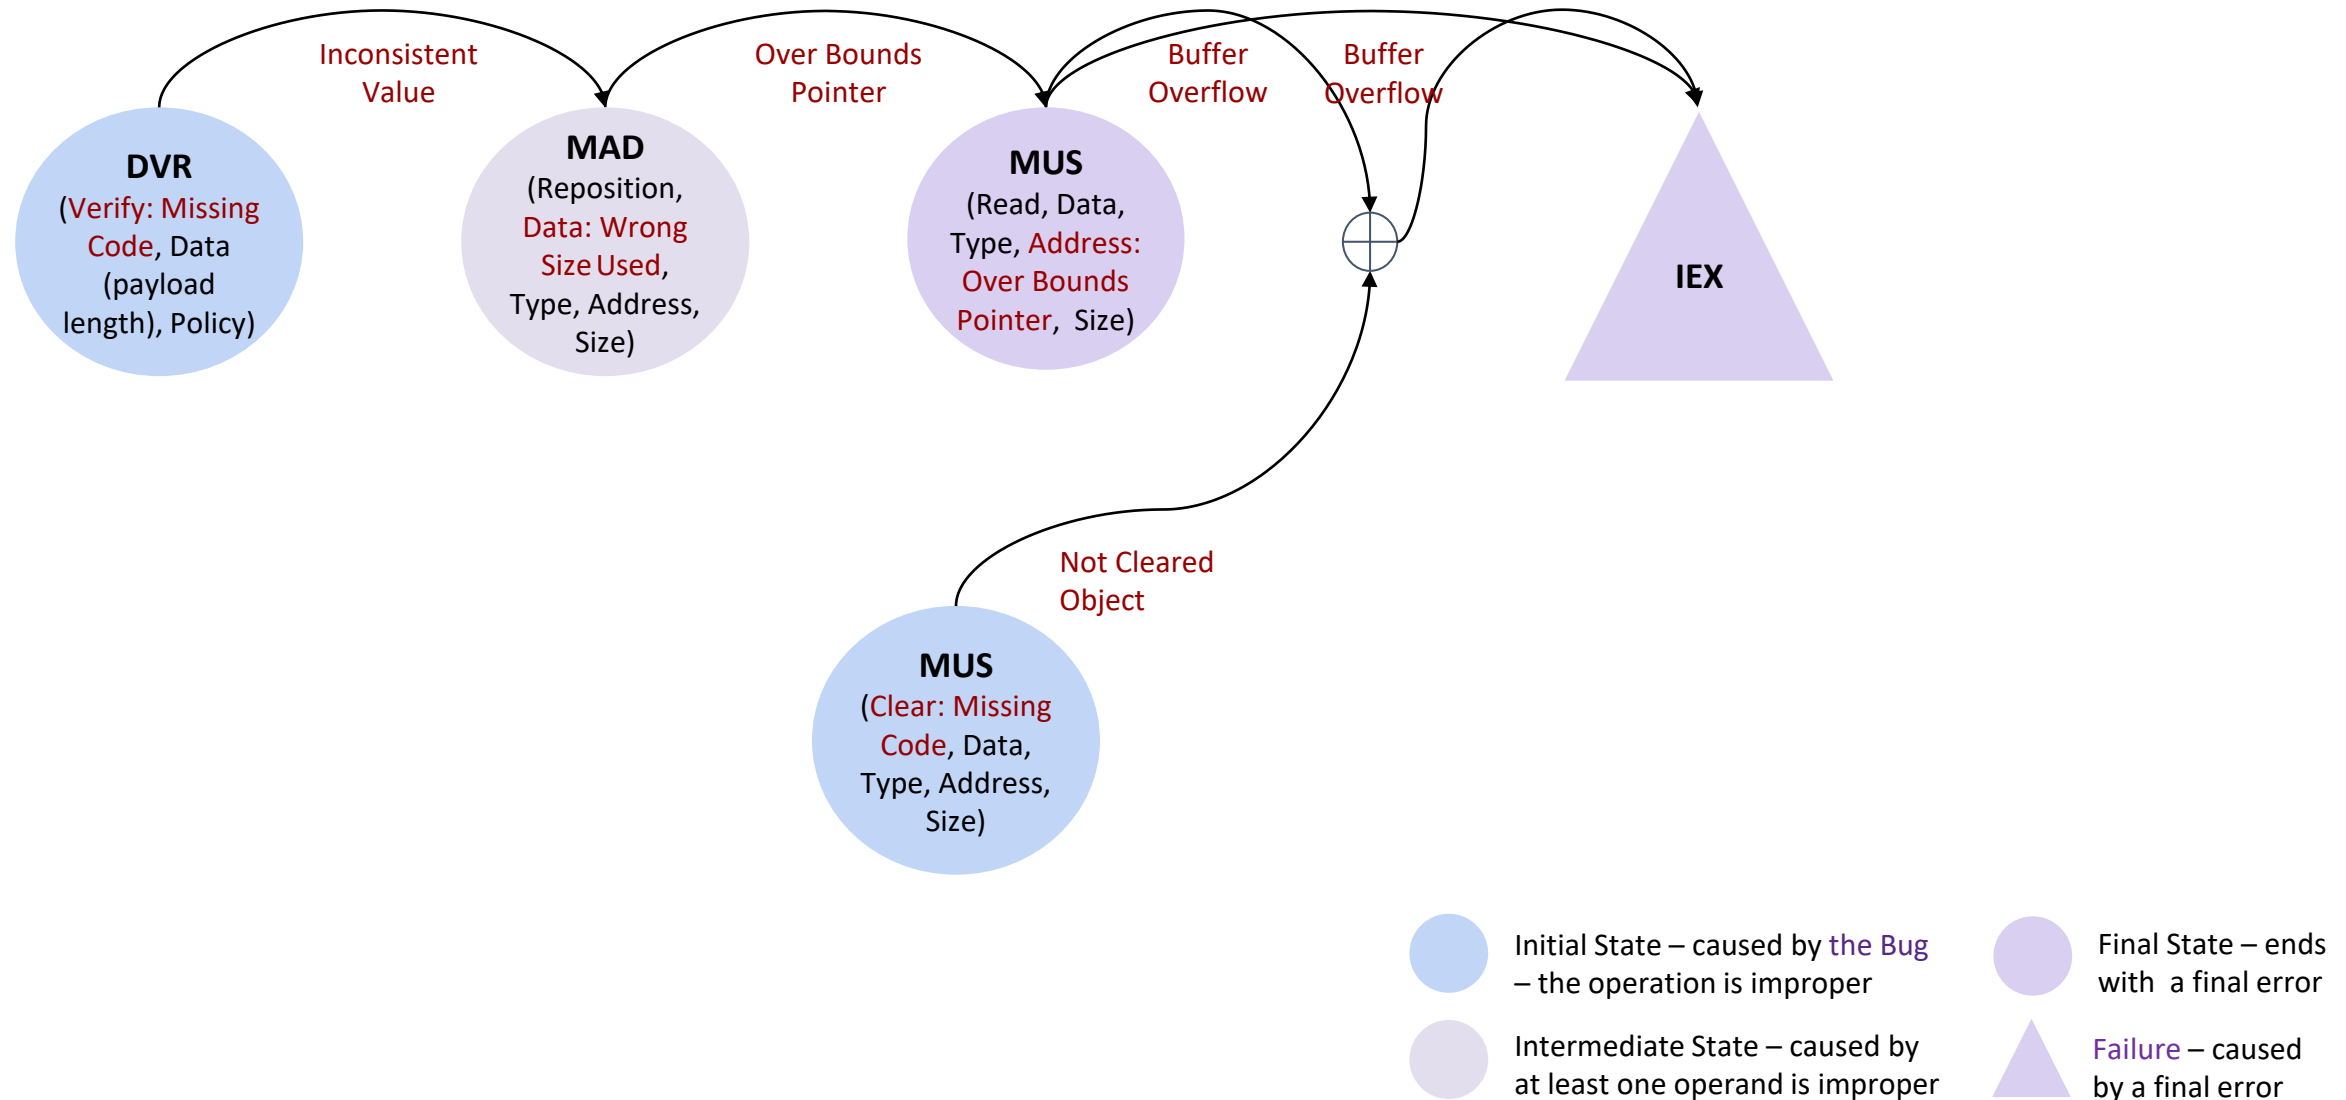 Inconsistent
Value
Over Bounds
Pointer
Buffer
Overflow
Buffer
Overflow
DVR
(Verify: Missing
Code, Data
(payload
length), Policy)
MAD
(Reposition,
Data: Wrong
Size Used,
Type, Address,
Size)
MUS
(Read, Data,
Type, Address:
Over Bounds
Pointer, Size)
IEX
Not Cleared
Object
MUS
(Clear: Missing
Code, Data,
Type, Address,
Size)
Initial State – caused by the Bug
– the operation is improper
Final State – ends
with a final error
Intermediate State – caused by
at least one operand is improper
Failure – caused
by a final error